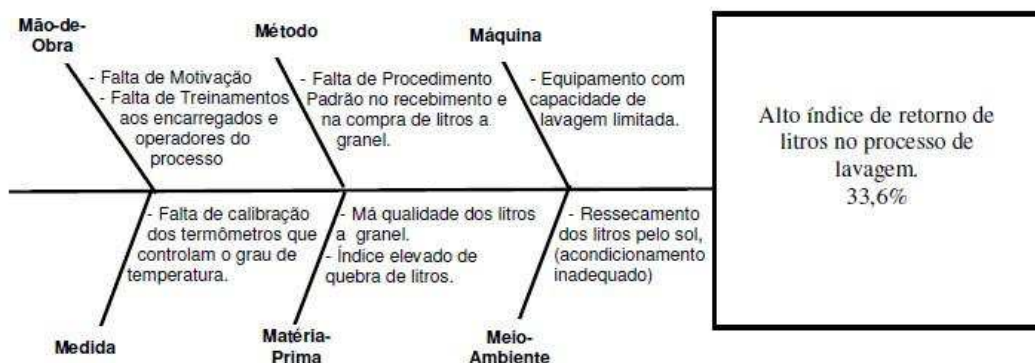 Mão-de-
Obra
- Falta de Motivação
- Falta de Treinamentos
aos encarregados e
operadores do
processo
Método
- Falta de Procedimento
Padrão no recebimento e
na compra de litros a
granel.
Máquina
- Equipamento com
capacidade de
lavagem limitada.
Alto índice de retorno de
litros no processo de
lavagem.
33,6%
- Falta de calibração
dos termômetros que
controlam o grau de
temperatura.
Medida
- Má qualidade dos litros
a granel.
- Índice elevado de
quebra de litros.
Matéria-
Prima
- Ressecamento
dos litros pelo sol,
(acondicionamento
inadequado)
Meio-
Ambiente